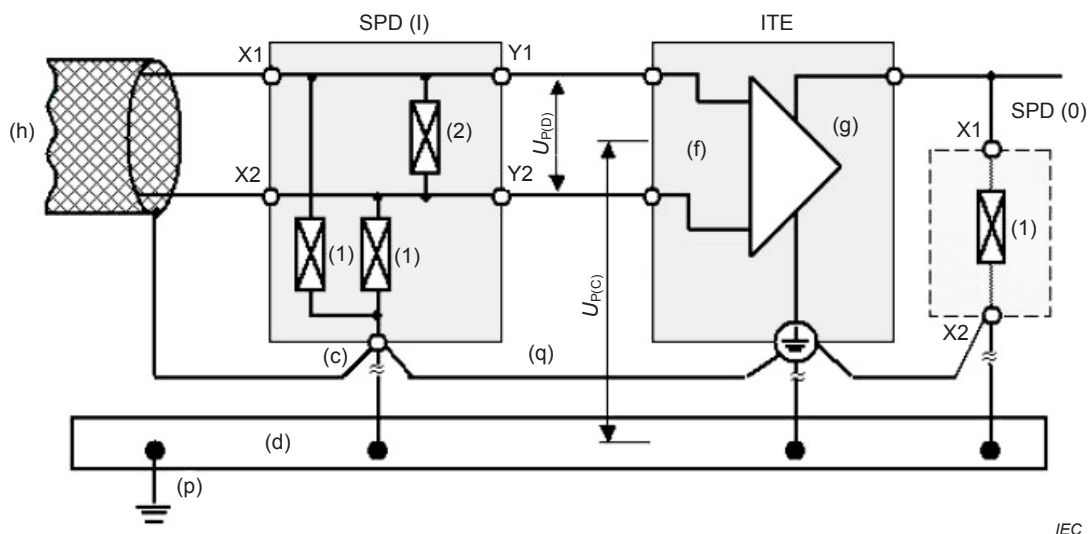 SPD (I)
ITE
X1
Y1
SPD (0)
(h)
(2)
U_P(D)
(f)
(g)
X1
X2
Y2
(1)
(1)
(1)
U_P(C)
X2
(c)
(q)
(d)
(p)
IEC